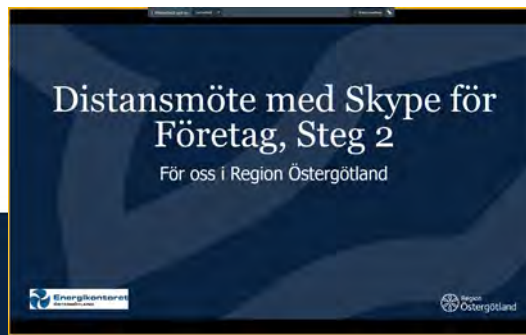 Distansmöte med Skype för
Företag, Steg 2
För oss i Region Östergötland
Energikontoret
Region
Östergötland